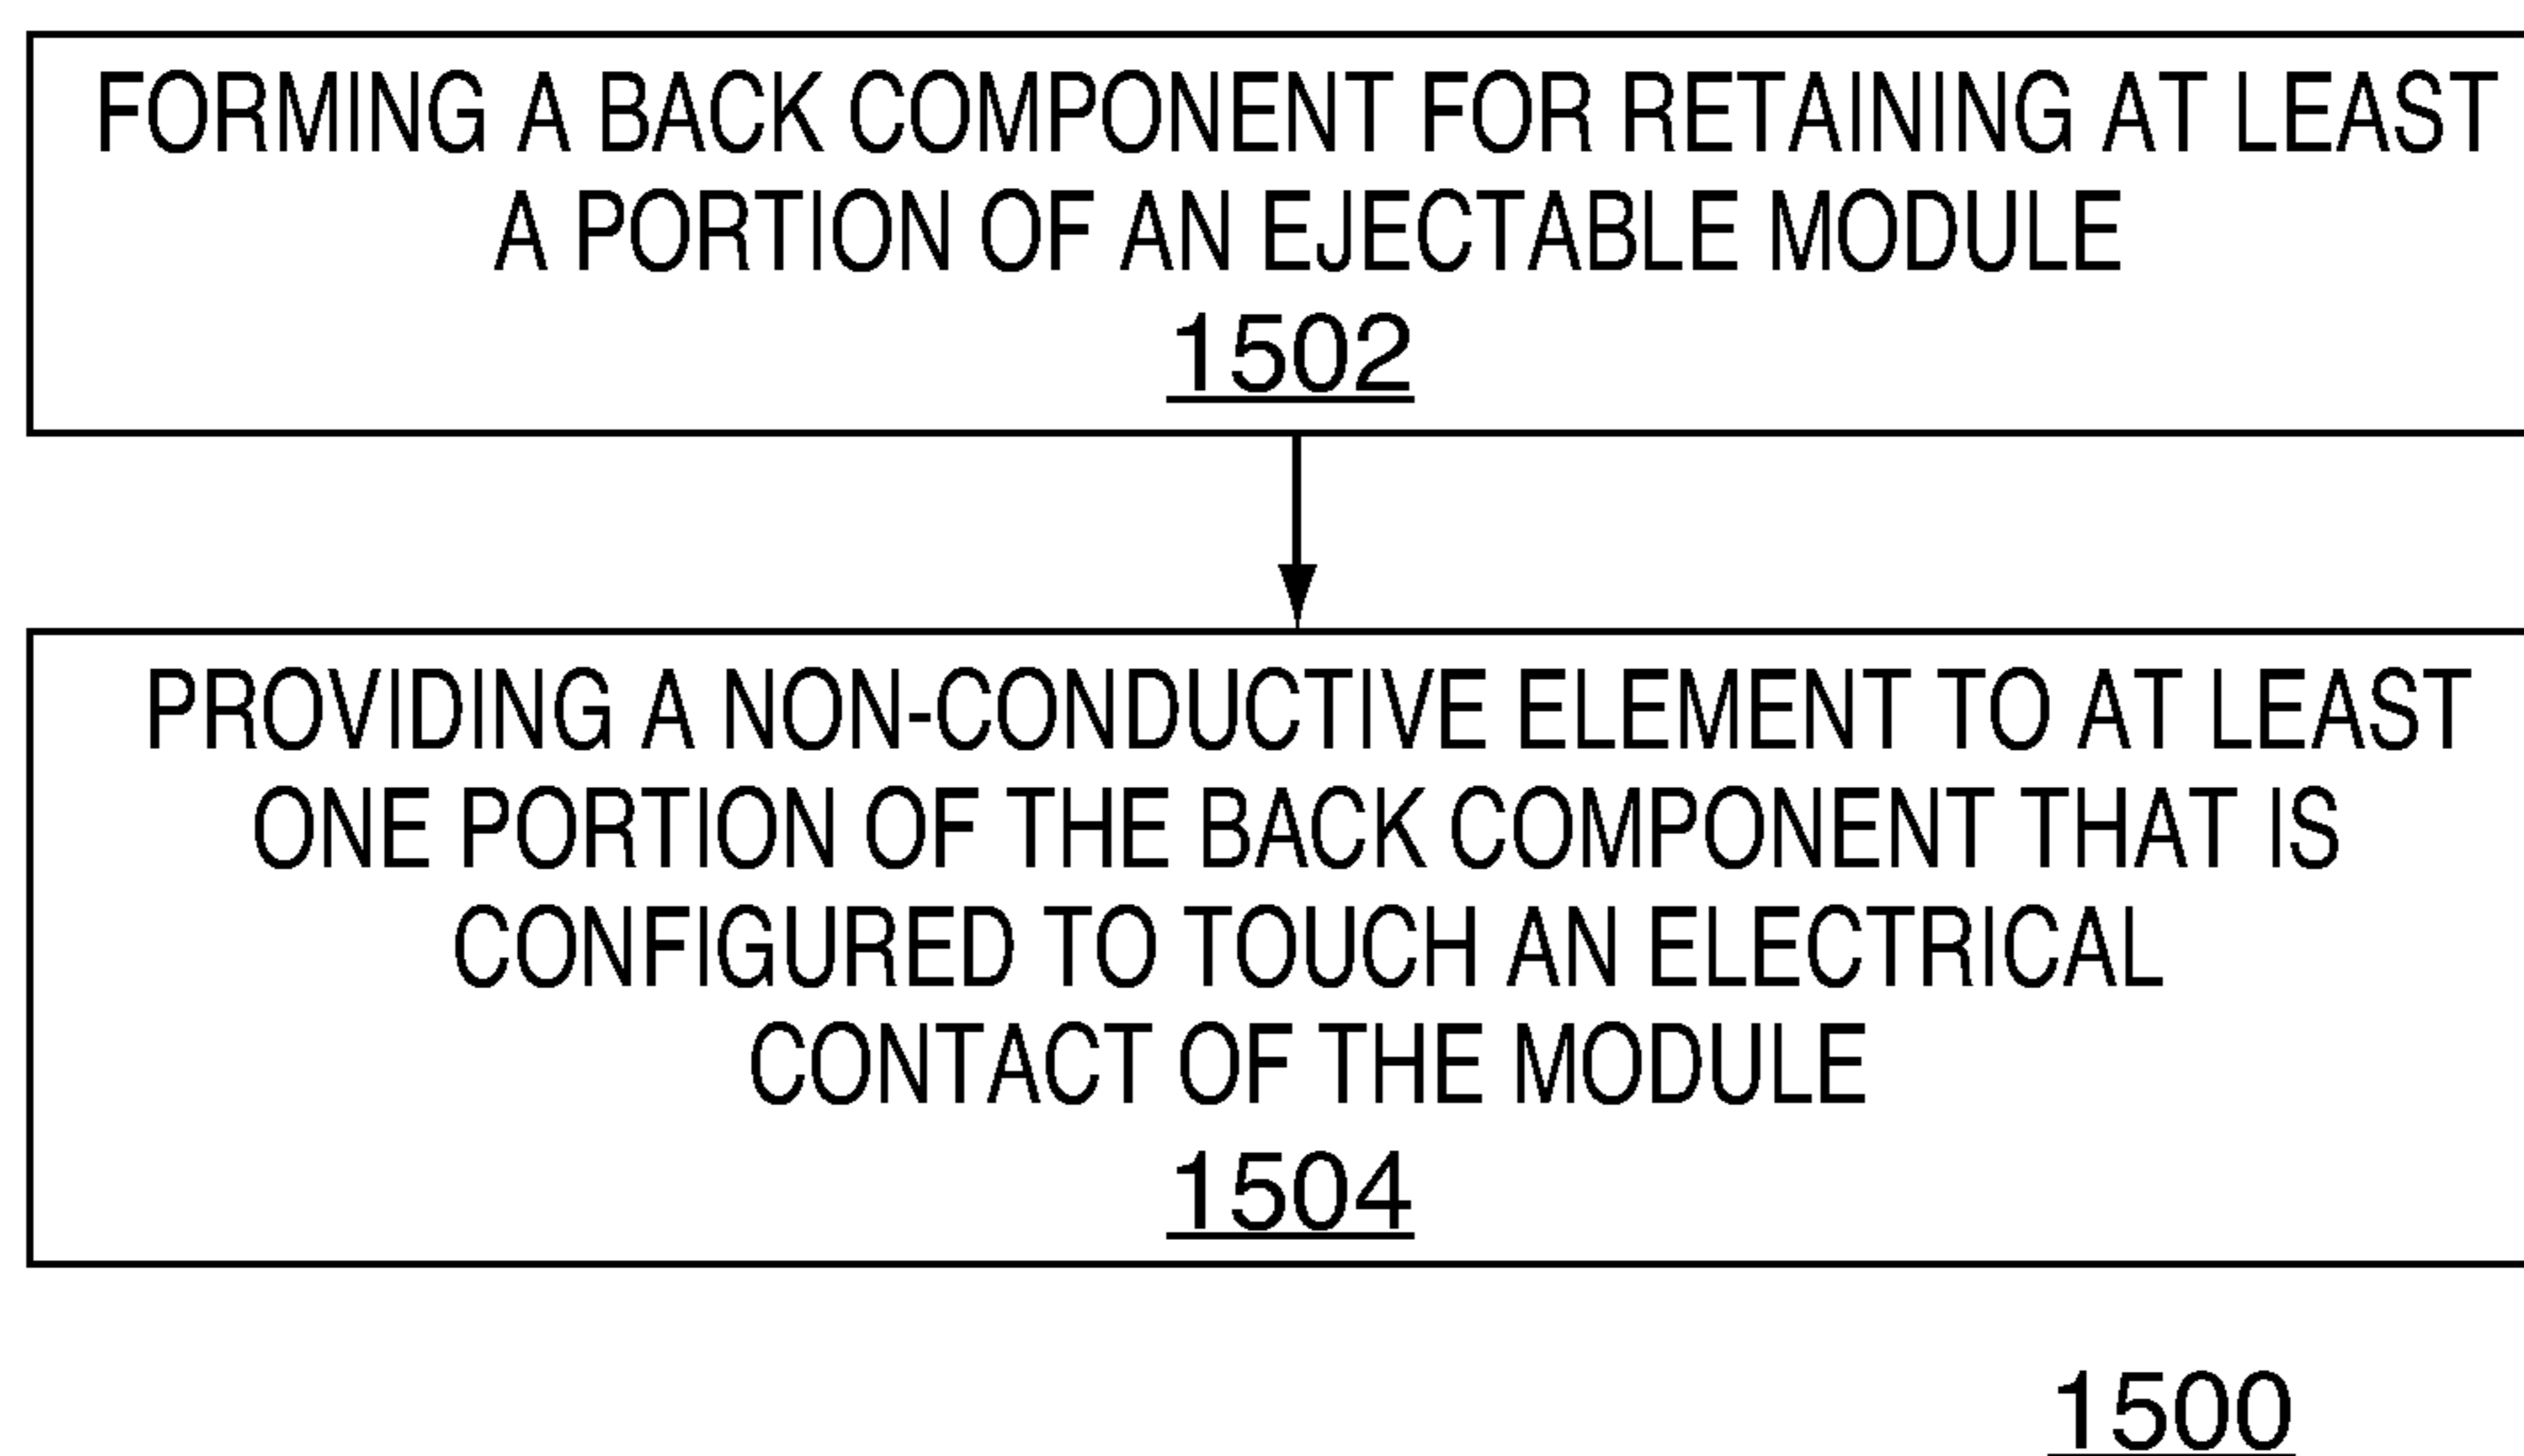 FORMING A BACK COMPONENT FOR RETAINING AT LEAST
A PORTION OF AN EJECTABLE MODULE
1502
PROVIDING A NON-CONDUCTIVE ELEMENT TO AT LEAST
ONE PORTION OF THE BACK COMPONENT THAT IS
CONFIGURED TO TOUCH AN ELECTRICAL
CONTACT OF THE MODULE
1504
1500